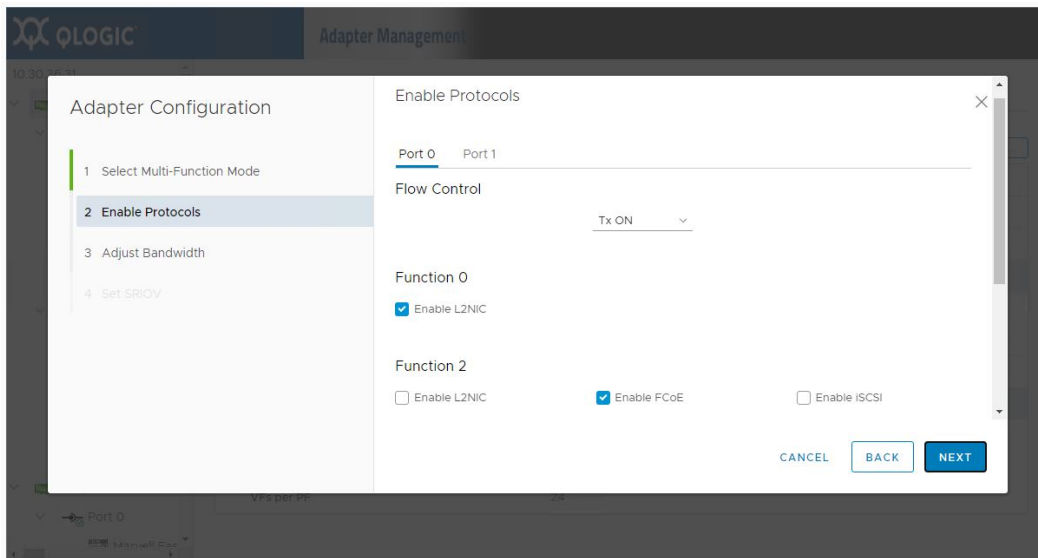 QLOGIC
Adapter Management
Adapter Configuration
1 Select Multi-Function Mode
2 Enable Protocols
3 Adjust Bandwidth
4 Set SRIOV
Enable Protocols
Port 0 Port 1
Flow Control
Tx ON
Function 0
Enable L2NIC
Function 2
Enable L2NIC Enable FCoE Enable iSCSI
CANCEL BACK NEXT
VFs per PF
Port 0